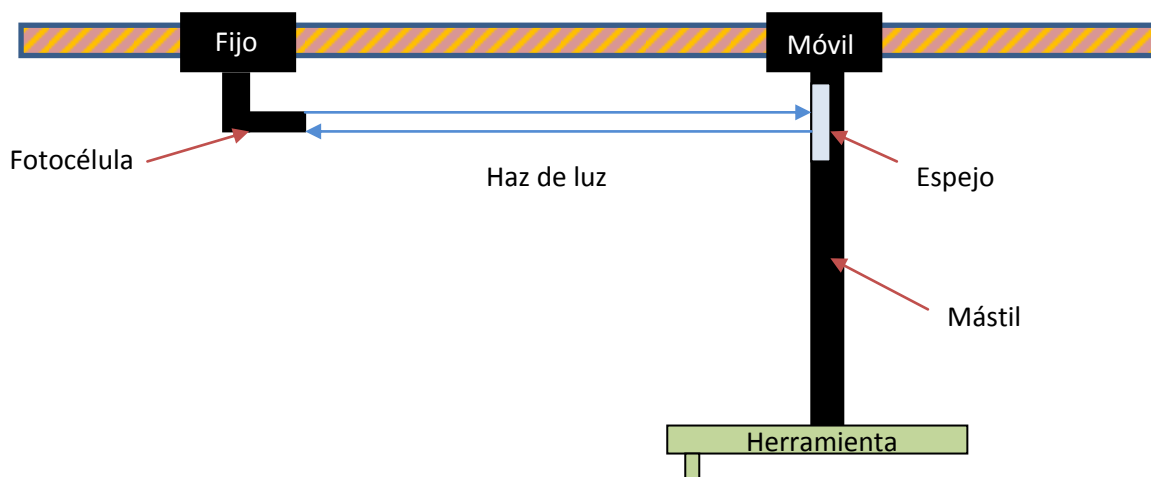 Fijo
Móvil
Fotocélula
Haz de luz
Espejo
Mástil
Herramienta